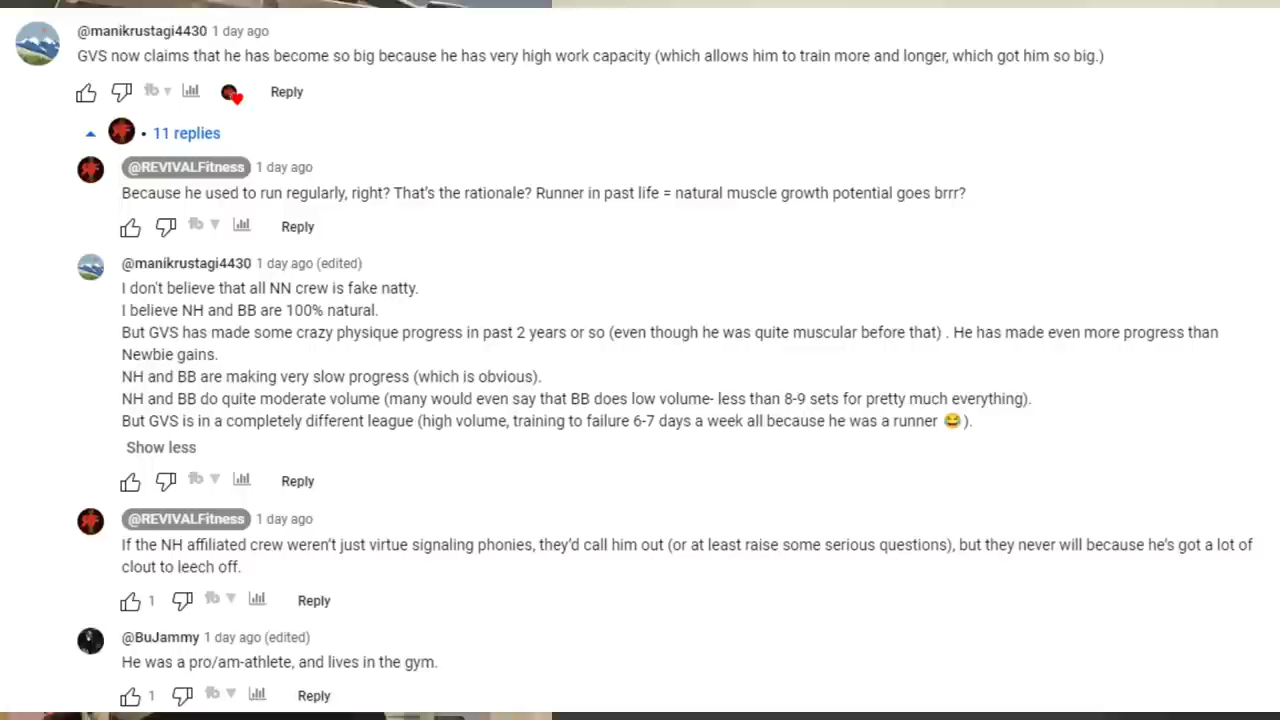 @manikrustagi4430 1 day ago
GVS now claims that he has become so big because he has very high work capacity (which allows him to train more and longer, which got him so big.)
Reply
• 11 replies
@REVIVALFitness 1 day ago
Because he used to run regularly, right? That's the rationale? Runner in past life = natural muscle growth potential goes brrr?
Reply
@manikrustagi4430 1 day ago (edited)
I don't believe that all NN crew is fake natty.
I believe NH and BB are 100% natural.
But GVS has made some crazy physique progress in past 2 years or so (even though he was quite muscular before that) . He has made even more progress than
Newbie gains.
NH and BB are making very slow progress (which is obvious).
NH and BB do quite moderate volume (many would even say that BB does low volume- less than 8-9 sets for pretty much everything).
But GVS is in a completely different league (high volume, training to failure 6-7 days a week all because he was a runner 😂 ).
Show less
Reply
@REVIVALFitness 1 day ago
If the NH affiliated crew weren't just virtue signaling phonies, they'd call him out (or at least raise some serious questions), but they never will because he's got a lot of
clout to leech off.
1 Reply
@BuJammy 1 day ago (edited)
He was a pro/am-athlete, and lives in the gym.
1 Reply